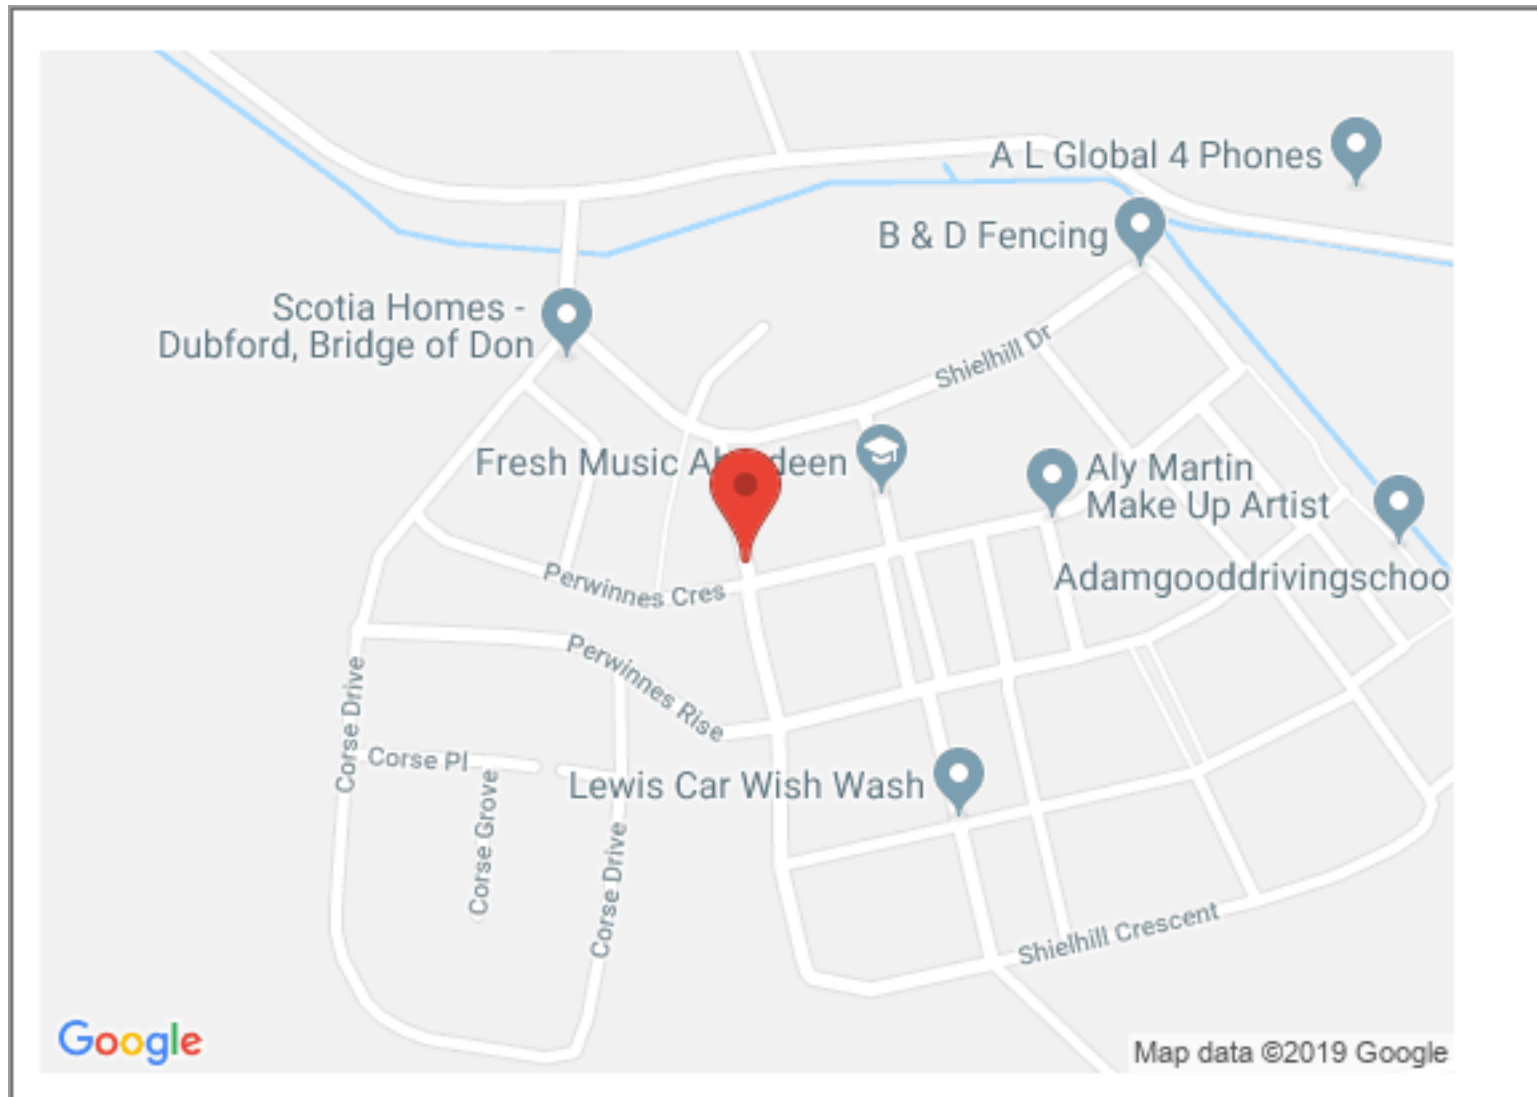 A L Global 4 Phones
B & D Fencing
Scotia Homes -
Dubford, Bridge of Don
Shielhill Dr
Fresh Music Aberdeen
Aly Martin
Make Up Artist
Adamgooddrivingschoo
Perwinnes Cres
Perwinnes Rise
Corse Drive
Corse Pl
Corse Grove
Lewis Car Wish Wash
Corse Drive
Shielhill Crescent
Google
Map data ©2019 Google